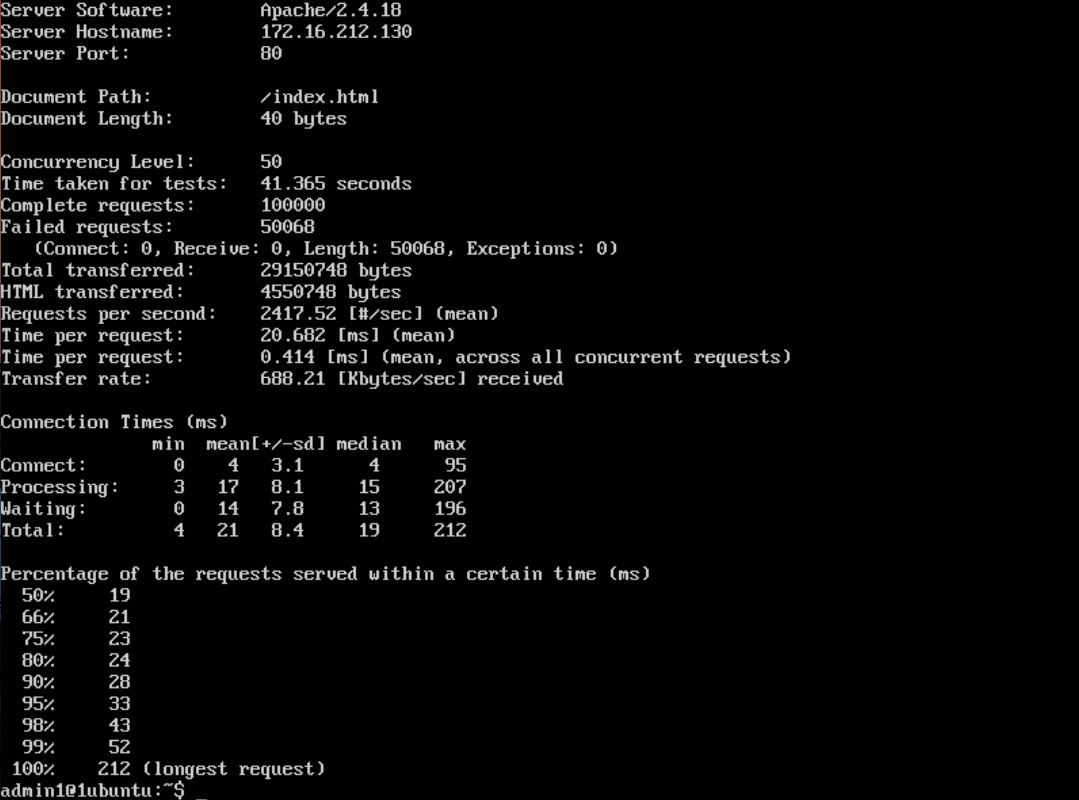 Server Software:        Apache/2.4.18
Server Hostname:        172.16.212.130
Server Port:            80

Document Path:          /index.html
Document Length:        40 bytes

Concurrency Level:      50
Time taken for tests:   41.365 seconds
Complete requests:      100000
Failed requests:        50068
   (Connect: 0, Receive: 0, Length: 50068, Exceptions: 0)
Total transferred:      29150748 bytes
HTML transferred:       4550748 bytes
Requests per second:    2417.52 [#/sec] (mean)
Time per request:       20.682 [ms] (mean)
Time per request:       0.414 [ms] (mean, across all concurrent requests)
Transfer rate:          688.21 [Kbytes/sec] received

Connection Times (ms)
              min  mean[+/-sd] median   max
Connect:        0    4   3.1      4      95
Processing:     3   17   8.1     15     207
Waiting:        0   14   7.8     13     196
Total:          4   21   8.4     19     212

Percentage of the requests served within a certain time (ms)
  50%     19
  66%     21
  75%     23
  80%     24
  90%     28
  95%     33
  98%     43
  99%     52
 100%    212 (longest request)
admin1@1ubuntu:~$ _